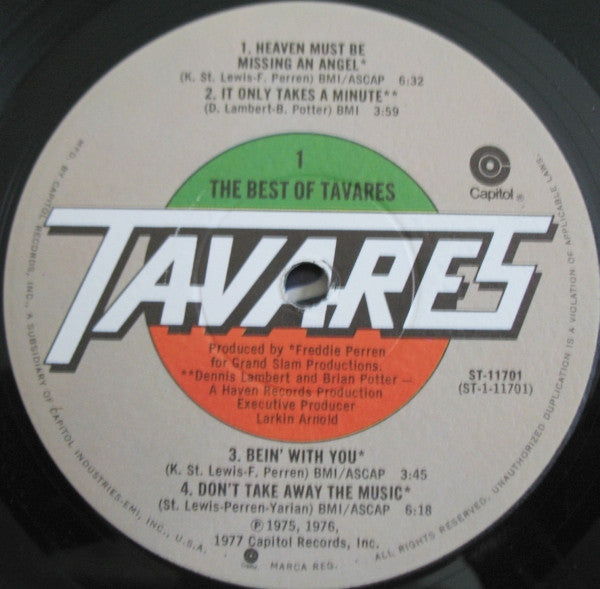 1. HEAVEN MUST BE
MISSING AN ANGEL*
(K. St. Lewis-F. Perren) BMI/ASCAP 6:32
2. IT ONLY TAKES A MINUTE**
(D. Lambert-B. Potter) BMI 3:59
1
THE BEST OF TAVARES
Capitol®
TAVARES
Produced by *Freddie Perren
for Grand Slam Productions.
**Dennis Lambert and Brian Potter —
A Haven Records Production
Executive Producer
Larkin Arnold
ST-11701
(ST-1-11701)
3. BEIN' WITH YOU*
(K. St. Lewis-F. Perren) BMI/ASCAP 3:45
4. DON'T TAKE AWAY THE MUSIC*
(St. Lewis-Perren-Yarian) BMI/ASCAP 6:18
℗ 1975, 1976,
1977 Capitol Records, Inc.
MFD. BY CAPITOL RECORDS, INC. A SUBSIDIARY OF CAPITOL INDUSTRIES-EMI, INC., U.S.A.
MARCA REG.
ALL RIGHTS RESERVED. UNAUTHORIZED DUPLICATION IS A VIOLATION OF APPLICABLE LAWS.